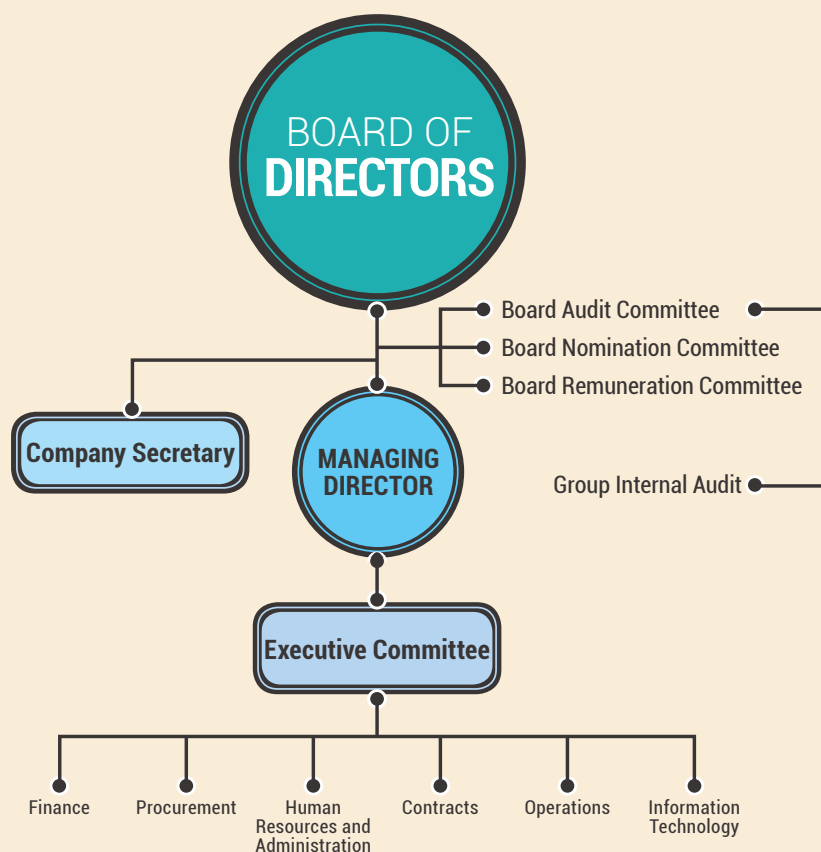 BOARD OF
DIRECTORS
Board Audit Committee
Board Nomination Committee
Board Remuneration Committee
Company Secretary
MANAGING
DIRECTOR
Group Internal Audit
Executive Committee
Finance
Procurement
Human
Resources and
Administration
Contracts
Operations
Information
Technology